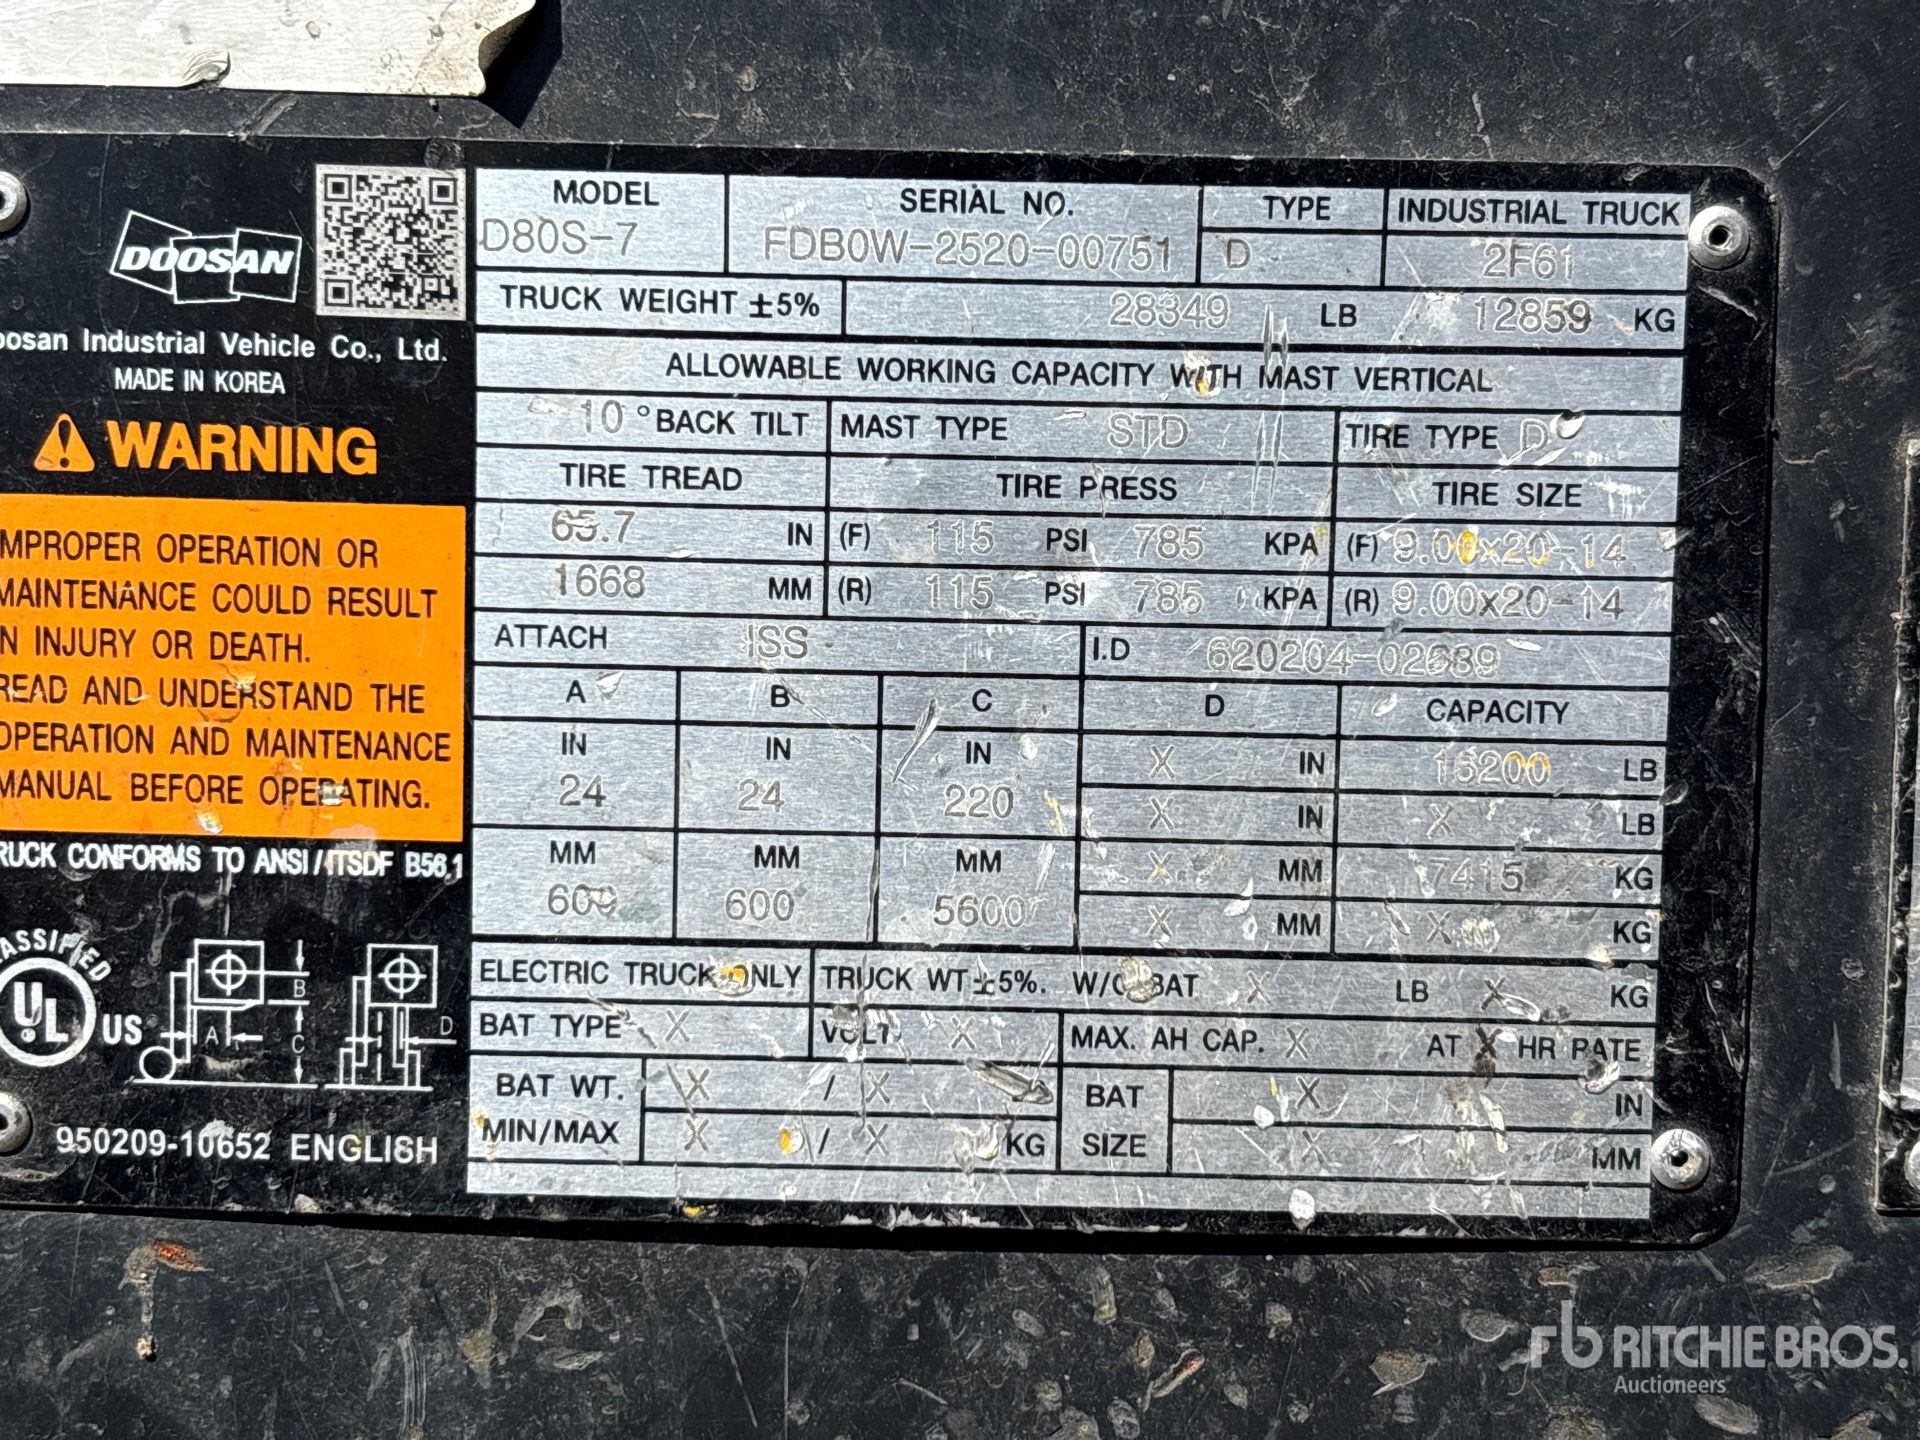 DOOSAN
oosan Industrial Vehicle Co., Ltd.
MADE IN KOREA
WARNING
MPROPER OPERATION OR
MAINTENANCE COULD RESULT
N INJURY OR DEATH.
READ AND UNDERSTAND THE
OPERATION AND MAINTENANCE
MANUAL BEFORE OPERATING.
RUCK CONFORMS TO ANSI/ITSDF B56.1
ASSIFIED
UL US
A B C D
950209-10652 ENGLISH
MODEL SERIAL NO. TYPE INDUSTRIAL TRUCK
D80S-7 FDB0W-2520-00751 D 2F61
TRUCK WEIGHT ±5% 28349 LB 12859 KG
ALLOWABLE WORKING CAPACITY WITH MAST VERTICAL
10 ° BACK TILT MAST TYPE STD TIRE TYPE D
TIRE TREAD TIRE PRESS TIRE SIZE
65.7 IN (F) 115 PSI 785 KPA (F) 9.00x20-14
1668 MM (R) 115 PSI 785 KPA (R) 9.00x20-14
ATTACH ISS I.D
A B C D CAPACITY
IN IN IN X IN 16200 LB
24 24 220 X IN X LB
MM MM MM X MM 7415 KG
600 600 5600 X MM X KG
ELECTRIC TRUCK ONLY TRUCK WT ±5%. W/O BAT X LB X KG
BAT TYPE X VOLT X MAX. AH CAP. X AT X HR RATE
BAT WT. X / X BAT X IN
MIN/MAX X / X KG SIZE X MM
rb RITCHIE BROS.
Auctioneers